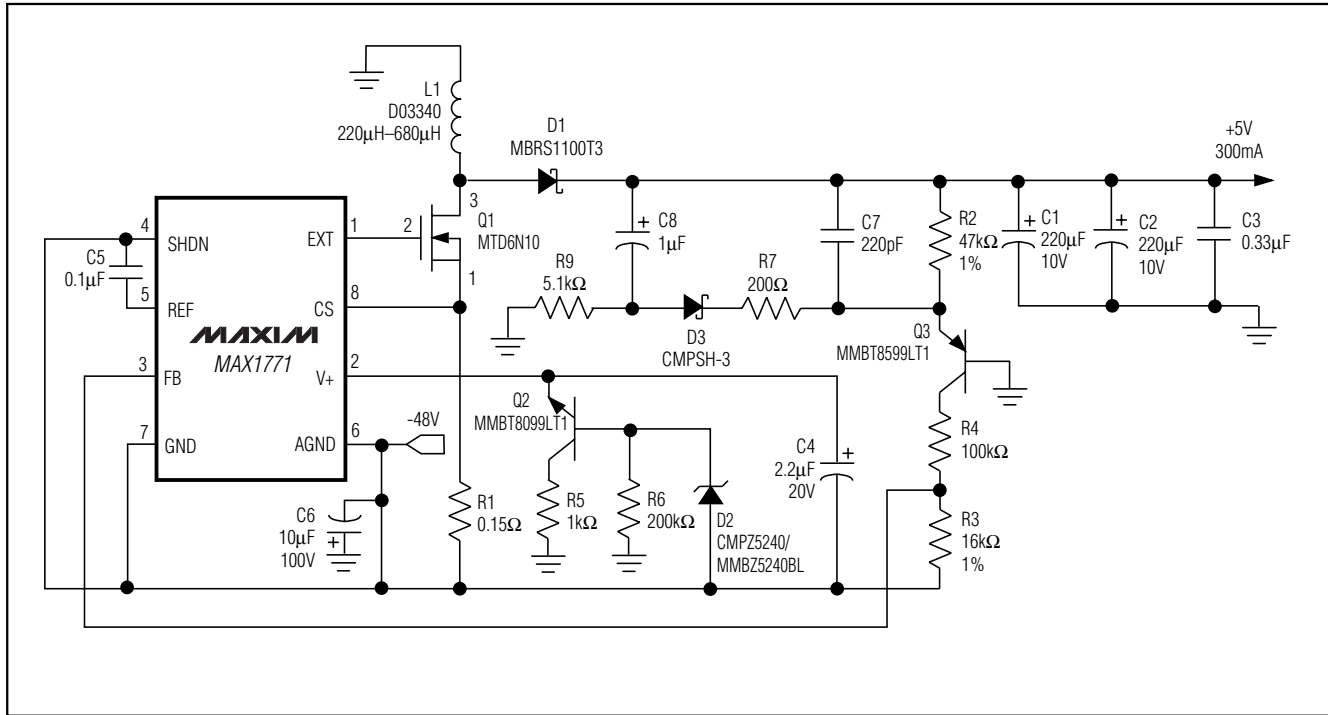 L1
D03340
220μH–680μH
D1
MBRS1100T3
+5V
300mA
3
Q1
MTD6N10
2
1
4
SHDN
EXT
1
C5
0.1μF
5
REF
CS
8
MAXIM
MAX1771
3
FB
V+
2
7
GND
AGND
6
-48V
C8
1μF
+
C7
220pF
R2
47kΩ
1%
C1
220μF
10V
+
C2
220μF
10V
+
C3
0.33μF
R9
5.1kΩ
D3
CMPSH-3
R7
200Ω
Q3
MMBT8599LT1
Q2
MMBT8099LT1
R4
100kΩ
C4
2.2μF
20V
+
R1
0.15Ω
R5
1kΩ
R6
200kΩ
D2
CMPZ5240/
MMBZ5240BL
R3
16kΩ
1%
C6
10μF
100V
+